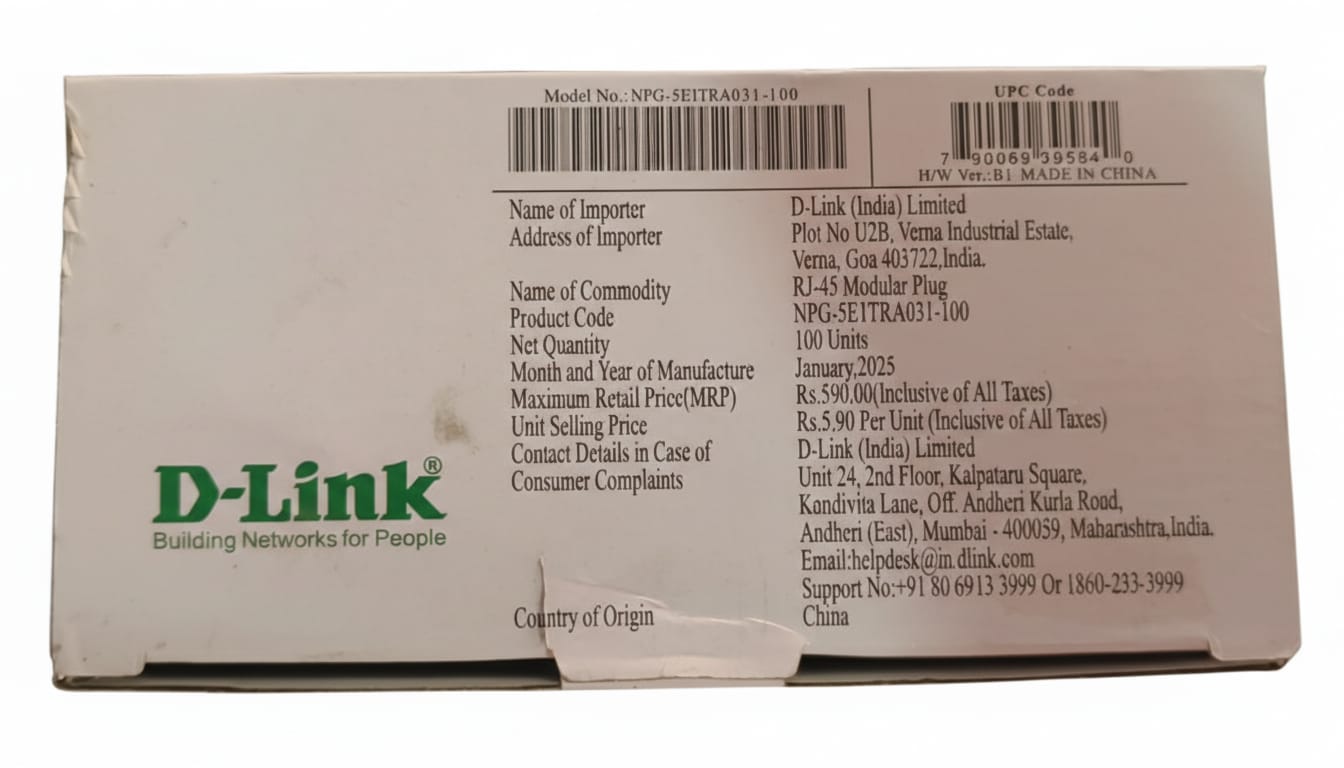 Model No.:NPG-5E1TRA031-100
UPC Code
7 90069 39584 0
H/W Ver.:B1 MADE IN CHINA
Name of Importer D-Link (India) Limited
Address of Importer Plot No U2B, Verna Industrial Estate,
Verna, Goa 403722,India.
Name of Commodity RJ-45 Modular Plug
Product Code NPG-5E1TRA031-100
Net Quantity 100 Units
Month and Year of Manufacture January,2025
Maximum Retail Price(MRP) Rs.590.00(Inclusive of All Taxes)
Unit Selling Price Rs.5.90 Per Unit (Inclusive of All Taxes)
Contact Details in Case of D-Link (India) Limited
Consumer Complaints Unit 24, 2nd Floor, Kalpataru Square,
Kondivita Lane, Off. Andheri Kurla Road,
Andheri (East), Mumbai - 400059, Maharashtra,India.
Email:helpdesk@in.dlink.com
Support No:+91 80 6913 3999 Or 1860-233-3999
Country of Origin China
D-Link®
Building Networks for People